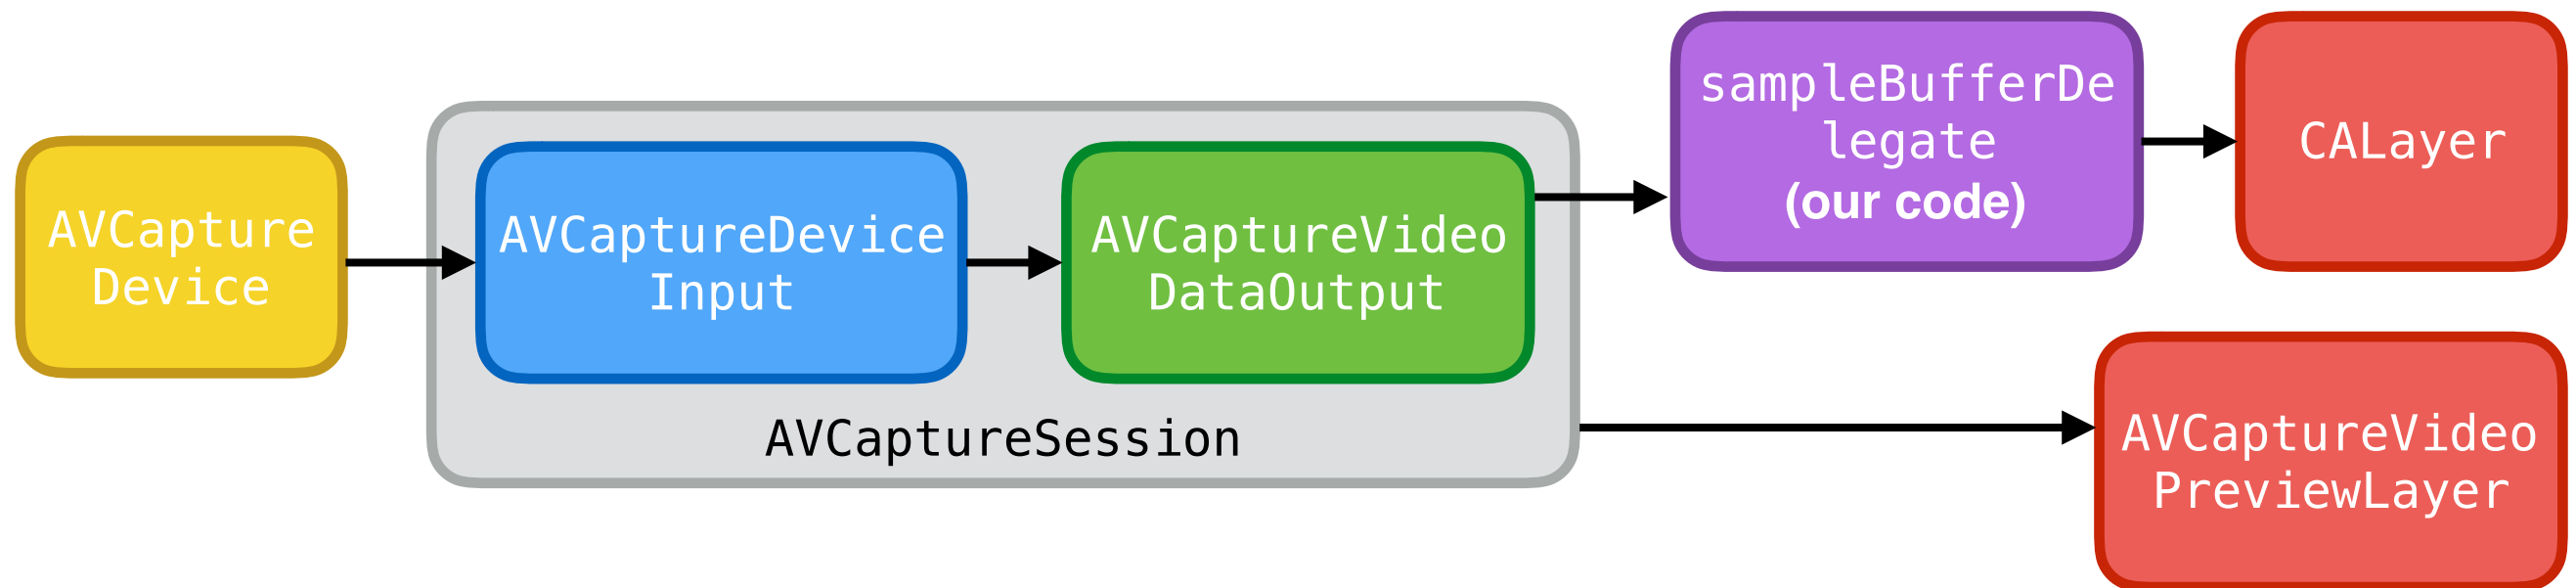 AVCapture
Device
AVCaptureDevice
Input
AVCaptureVideo
DataOutput
AVCaptureSession
sampleBufferDe
legate
(our code)
CALayer
AVCaptureVideo
PreviewLayer